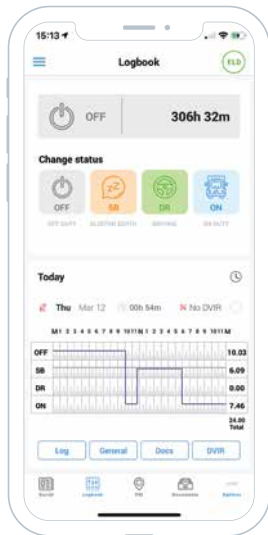 15:13
Logbook
ELD
OFF 306h 32m
Change status
OFF SB DR ON
OFF DUTY SLEEPER BERTH DRIVING ON DUTY
Today
Thu Mar 12 00h 54m No DVIR
M 1 2 3 4 5 6 7 8 9 10 11 N 1 2 3 4 5 6 7 8 9 10 11 M
OFF 10.03
SB 6.09
DR 0.00
ON 7.46
24.00
Total
Log General Docs DVIR
Logbook Documents